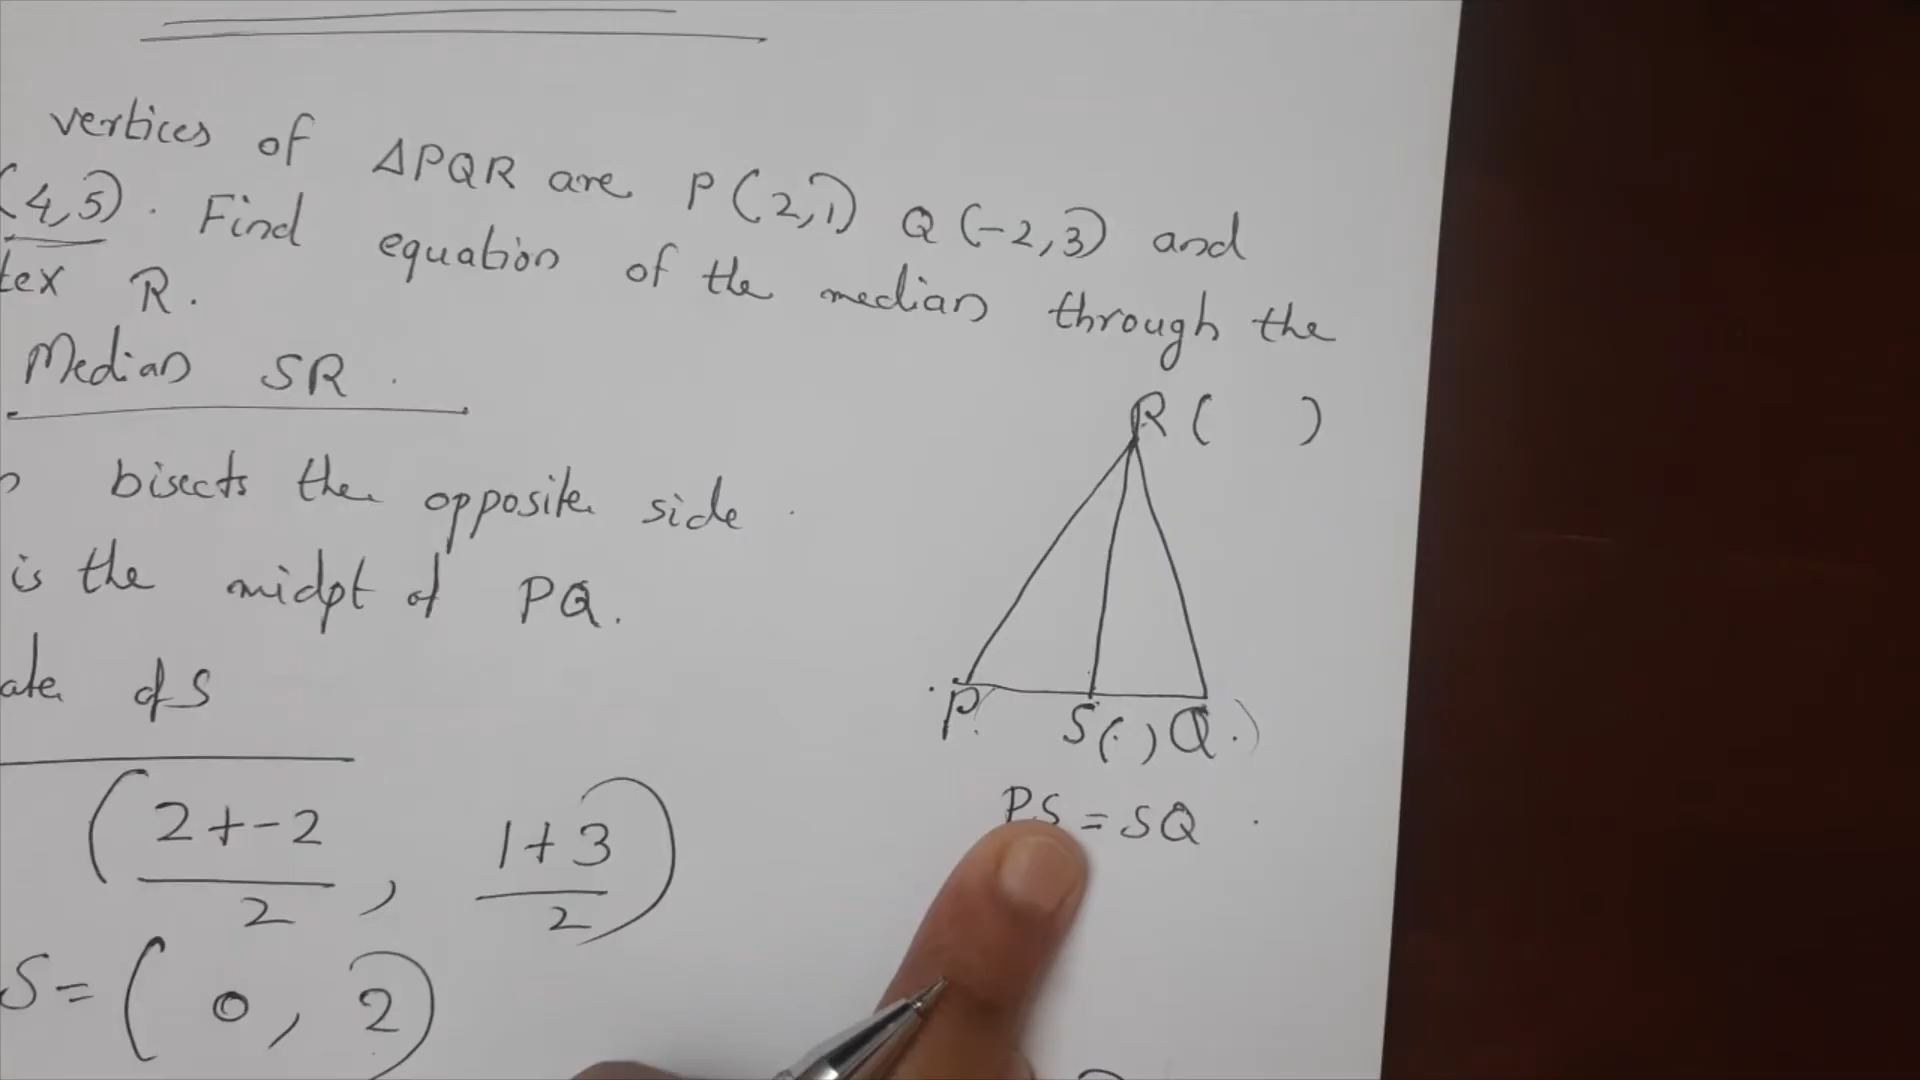 vertices of ΔPQR are P(2,1) Q(-2,3) and
(4,5). Find equation of the median through the
tex R.
Median SR.
bisects the opposite side.
is the midpt of PQ.
ate of S
(2+-2/2, 1+3/2)
S=(0,2)
R( )
P S( ) Q
PS=SQ.